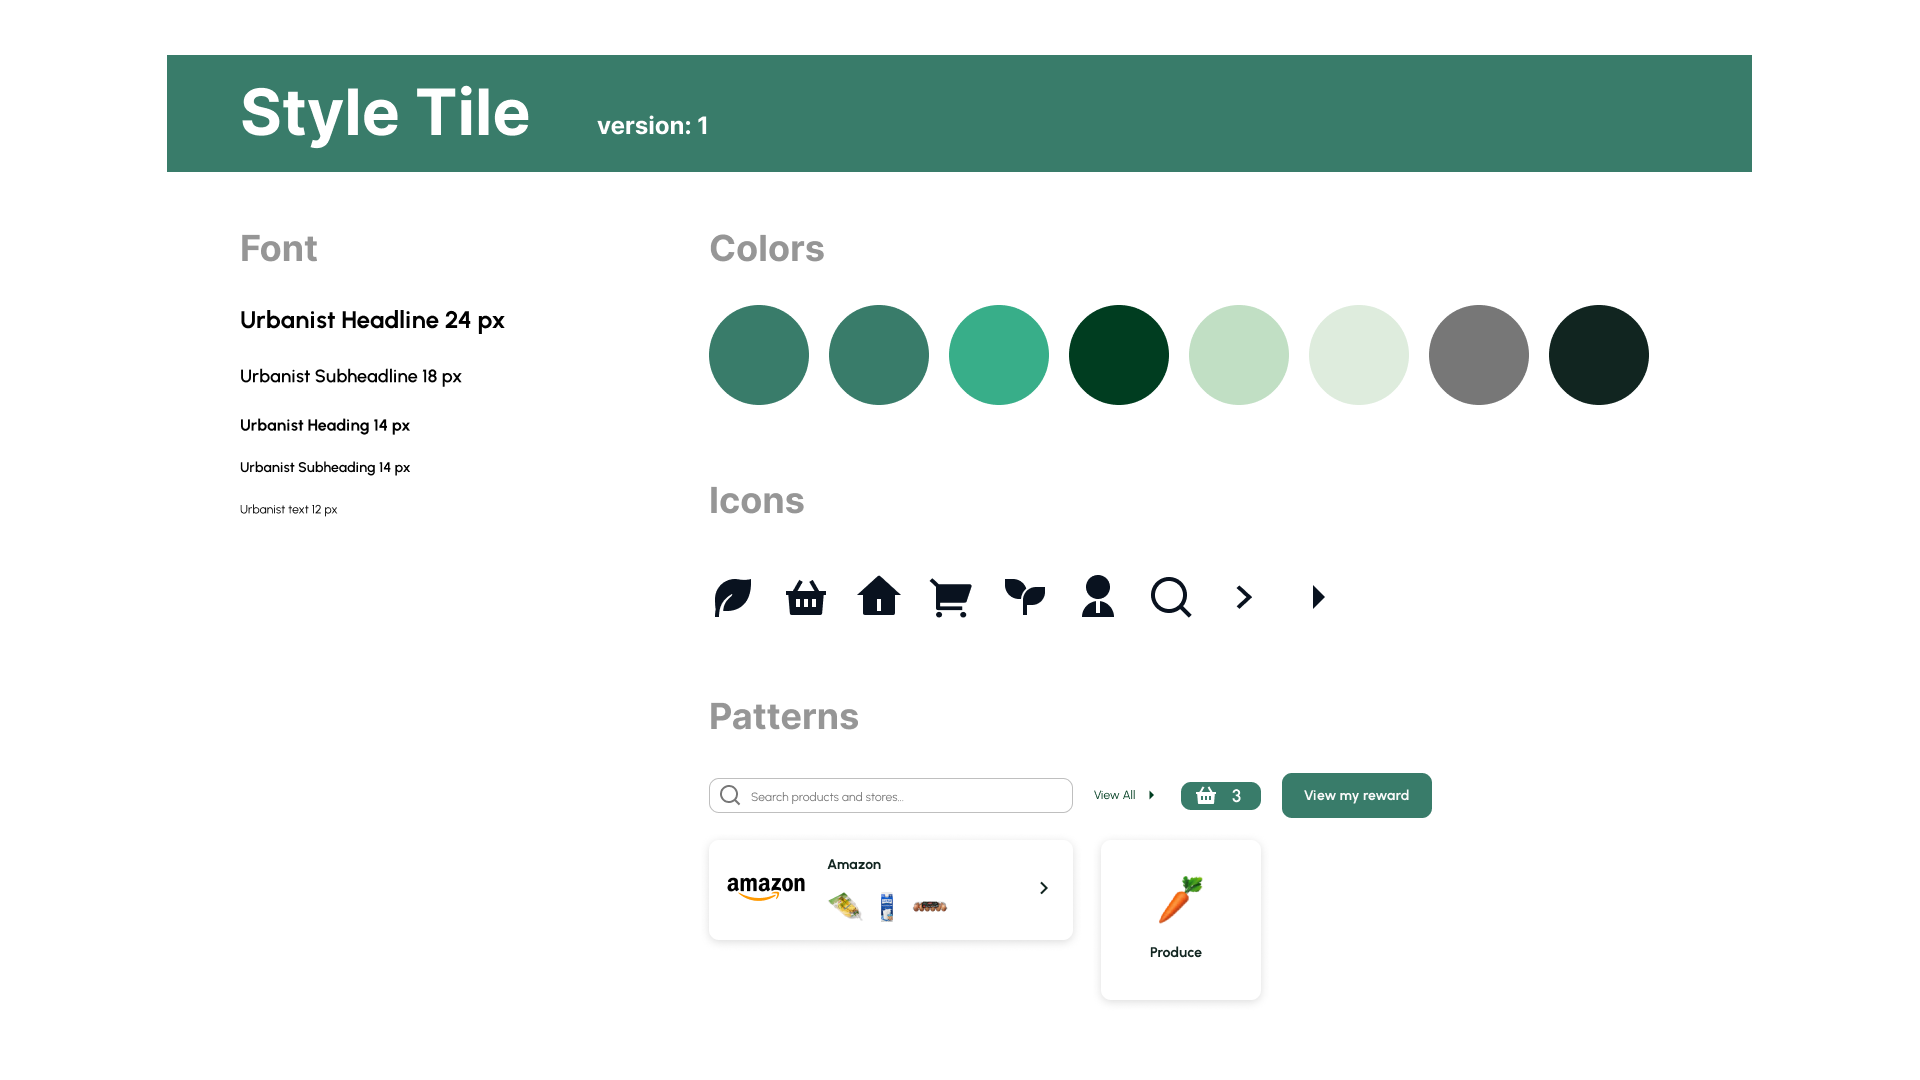 Style Tile
version: 1
Font
Urbanist Headline 24 px
Urbanist Subheadline 18 px
Urbanist Heading 14 px
Urbanist Subheading 14 px
Urbanist text 12 px
Colors
Icons
Patterns
Search products and stores...
View All
3
View my reward
amazon
Amazon
Produce